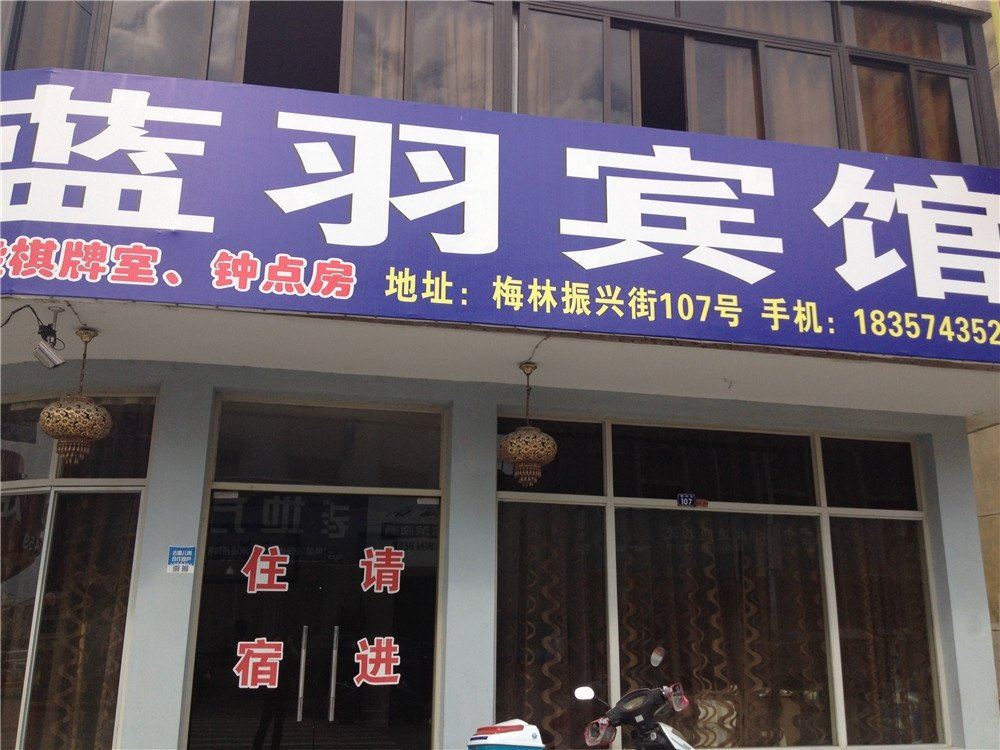 蓝羽宾馆
棋牌室、钟点房
地址：梅林振兴街107号 手机：183574352
107
住宿
请进